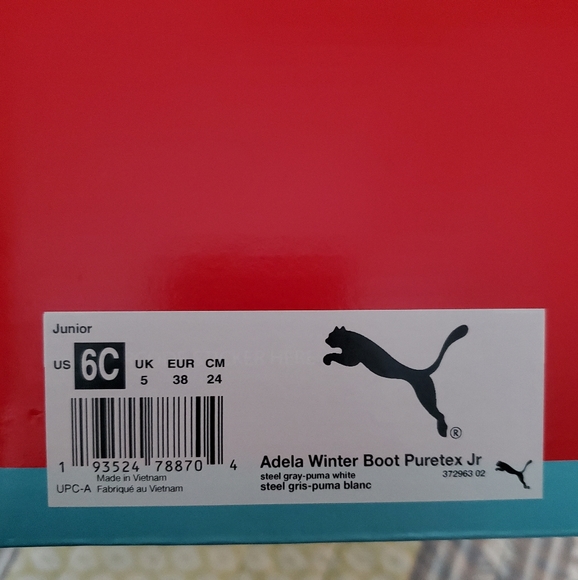 Junior
US 6C UK EUR CM
5 38 24
1 93524 78870 4
Made in Vietnam
UPC-A Fabriqué au Vietnam
®
Adela Winter Boot Puretex Jr
steel gray-puma white 372963 02
steel gris-puma blanc